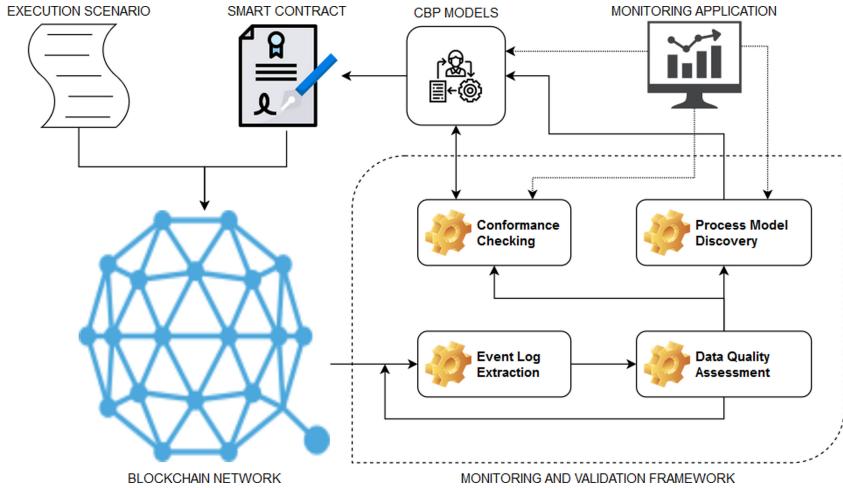 EXECUTION SCENARIO
SMART CONTRACT
CBP MODELS
MONITORING APPLICATION
Conformance
Checking
Process Model
Discovery
Event Log
Extraction
Data Quality
Assessment
BLOCKCHAIN NETWORK
MONITORING AND VALIDATION FRAMEWORK